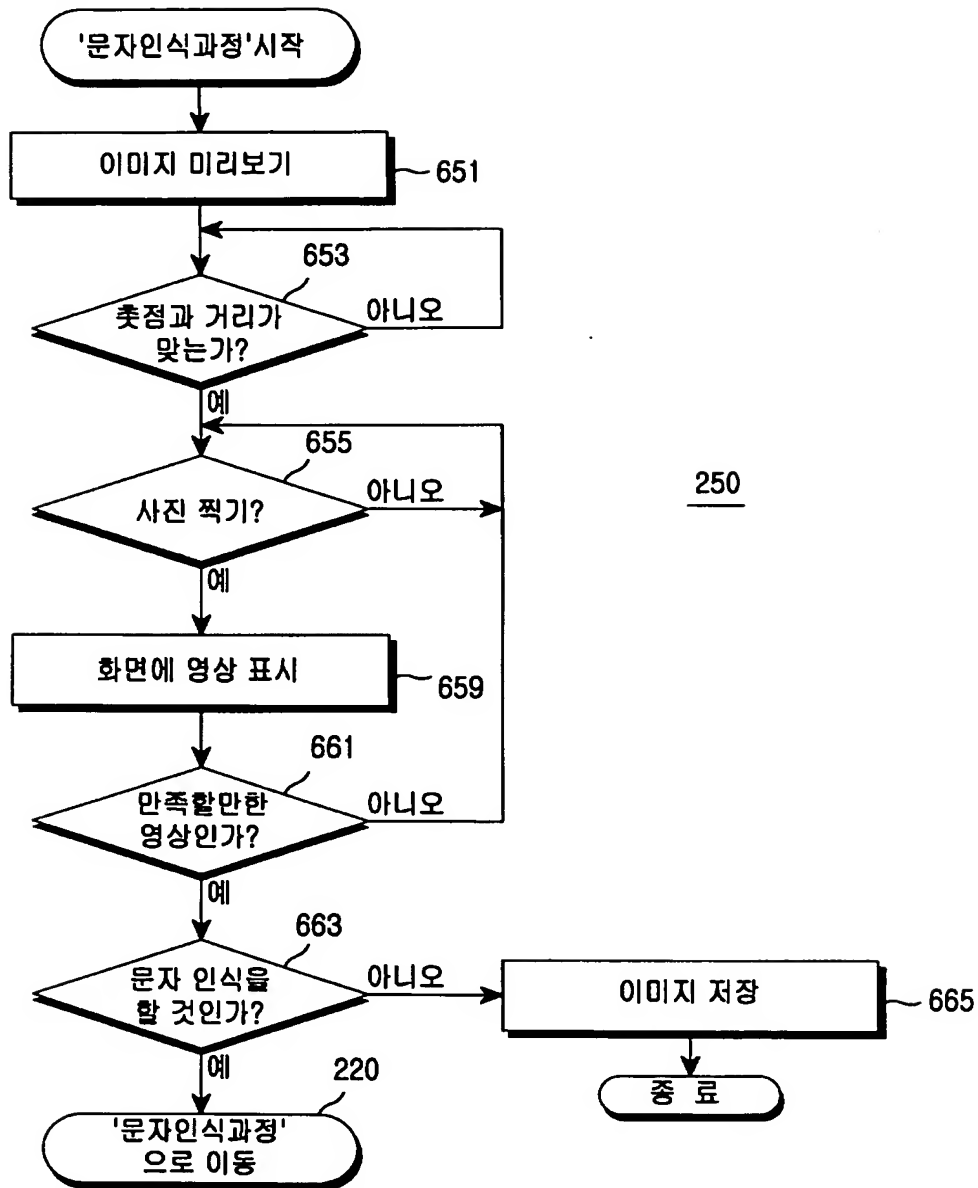 '문자인식과정'시작
이미지 미리보기
651
653
촛점과 거리가
맞는가?
아니오
예
655
사진 찍기?
아니오
250
예
화면에 영상 표시
659
661
만족할만한
영상인가?
아니오
예
663
문자 인식을
할 것인가?
아니오
이미지 저장
665
예
220
종 료
'문자인식과정'
으로 이동